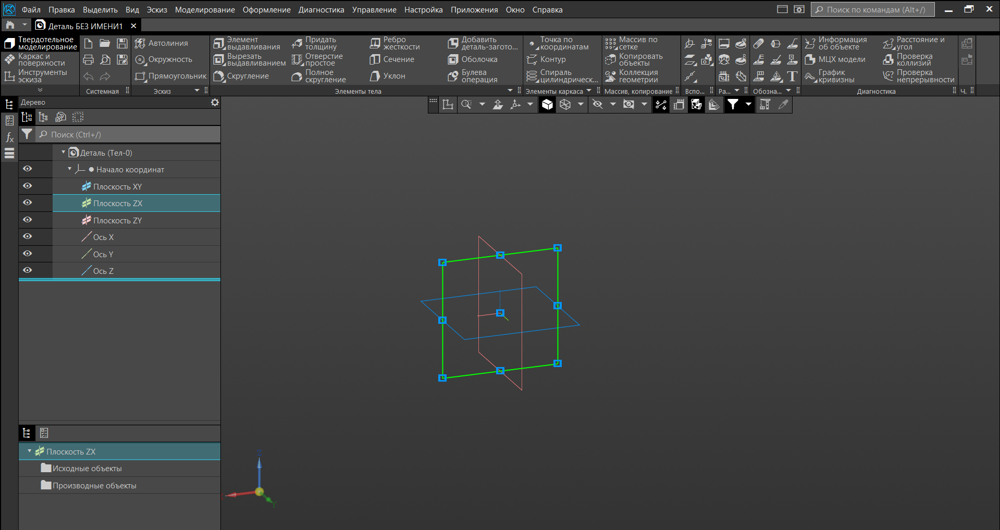 Файл Правка Выделить Вид Эскиз Моделирование Оформление Диагностика Управление Настройка Приложения Окно Справка
Поиск по командам (Alt+/)
Деталь БЕЗ ИМЕНИ1
Твердотельное
моделирование
Каркас и
поверхности
Инструменты
эскиза
Системная
Автолиния
Окружность
Прямоугольник
Эскиз
Элемент
выдавливания
Вырезать
выдавливанием
Скругление
Придать
толщину
Отверстие
простое
Полное
скругление
Ребро
жесткости
Сечение
Уклон
Добавить
деталь-загото...
Оболочка
Булева
операция
Элементы тела
Точка по
координатам
Контур
Спираль
цилиндрическ...
Элементы каркаса
Массив по
сетке
Копировать
объекты
Коллекция
геометрии
Массив, копирование
Вспо...
Ра...
Обозна...
Информация
об объекте
МЦХ модели
График
кривизны
Расстояние и
угол
Проверка
коллизий
Проверка
непрерывности
Диагностика
Ч.
Дерево
Поиск (Ctrl+/)
Деталь (Тел-0)
Начало координат
Плоскость XY
Плоскость ZX
Плоскость ZY
Ось X
Ось Y
Ось Z
Плоскость ZX
Исходные объекты
Производные объекты
Z
Y